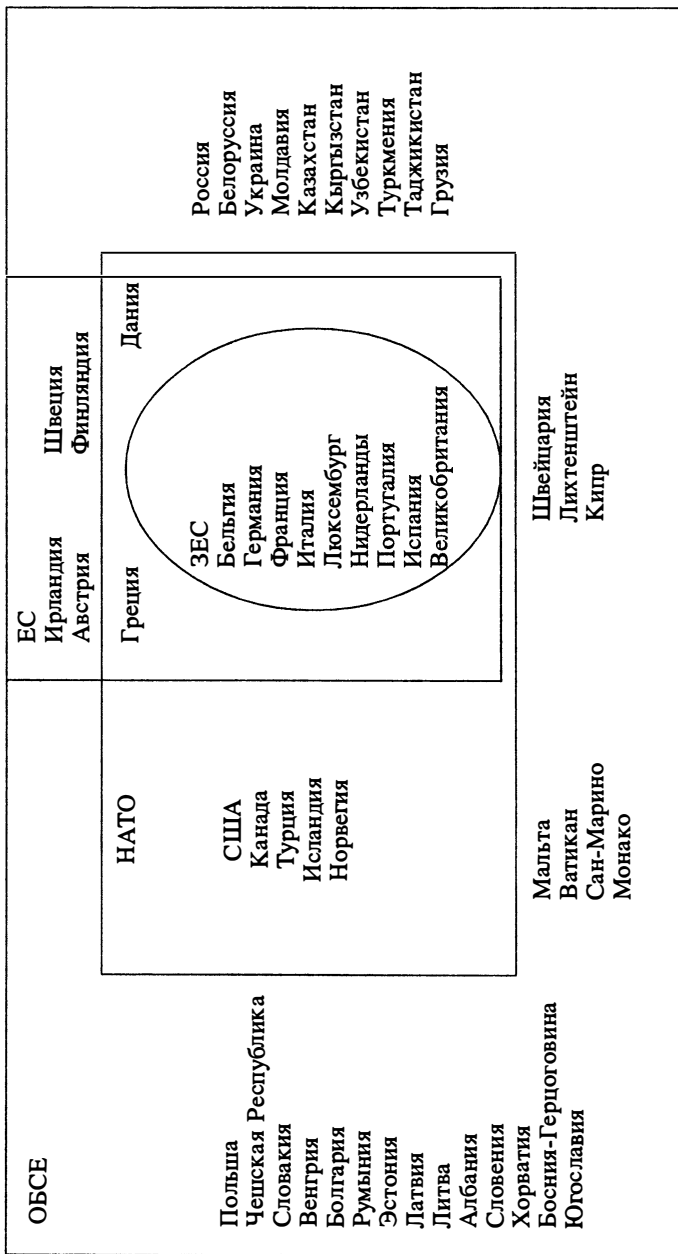 ОБСЕ
Польша
Чешская Республика
Словакия
Венгрия
Болгария
Румыния
Эстония
Латвия
Литва
Албания
Словения
Хорватия
Босния-Герцоговина
Югославия
НАТО
США
Канада
Турция
Исландия
Норвегия
Мальта
Ватикан
Сан-Марино
Монако
ЕС
Ирландия
Австрия
Швеция
Финляндия
Греция
Дания
ЗЕС
Бельгия
Германия
Франция
Италия
Люксембург
Нидерланды
Португалия
Испания
Великобритания
Швейцария
Лихтенштейн
Кипр
Россия
Белоруссия
Украина
Молдавия
Казахстан
Кыргызстан
Узбекистан
Туркмения
Таджикистан
Грузия